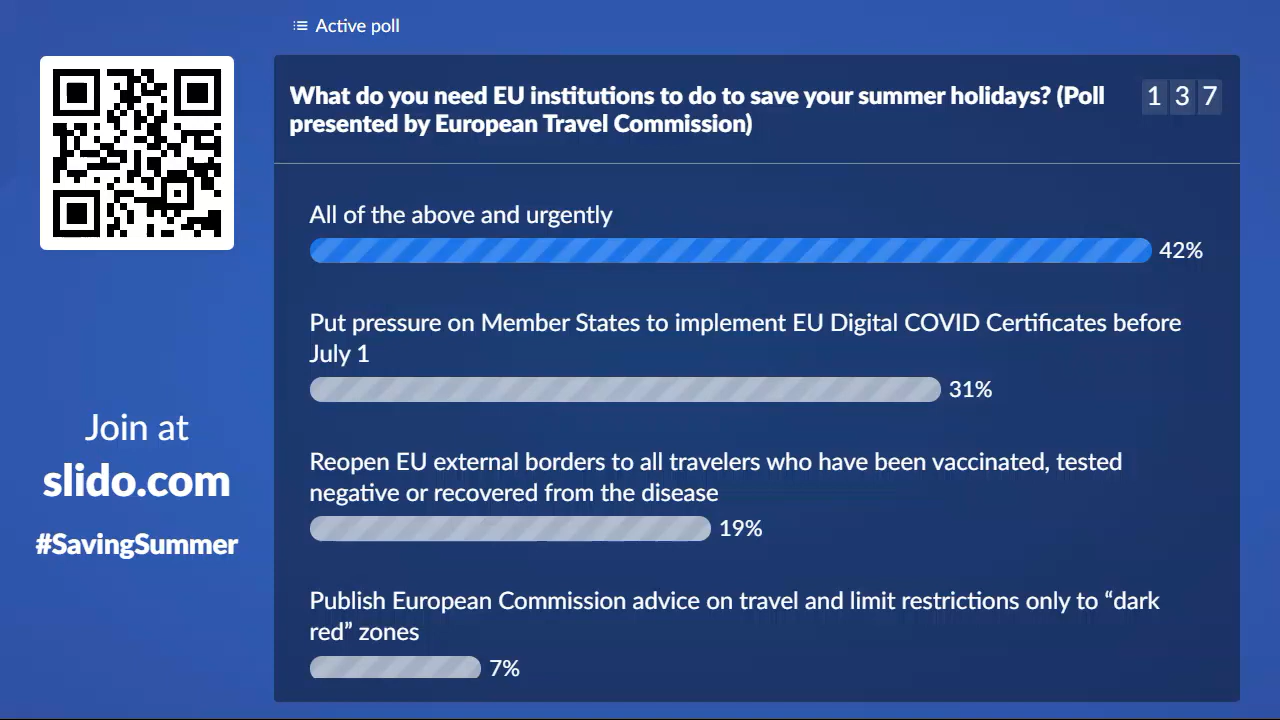 Active poll
What do you need EU institutions to do to save your summer holidays? (Poll
presented by European Travel Commission)
1 3 7
All of the above and urgently
42%
Put pressure on Member States to implement EU Digital COVID Certificates before
July 1
31%
Reopen EU external borders to all travelers who have been vaccinated, tested
negative or recovered from the disease
19%
Publish European Commission advice on travel and limit restrictions only to “dark
red” zones
7%
Join at
slido.com
#SavingSummer